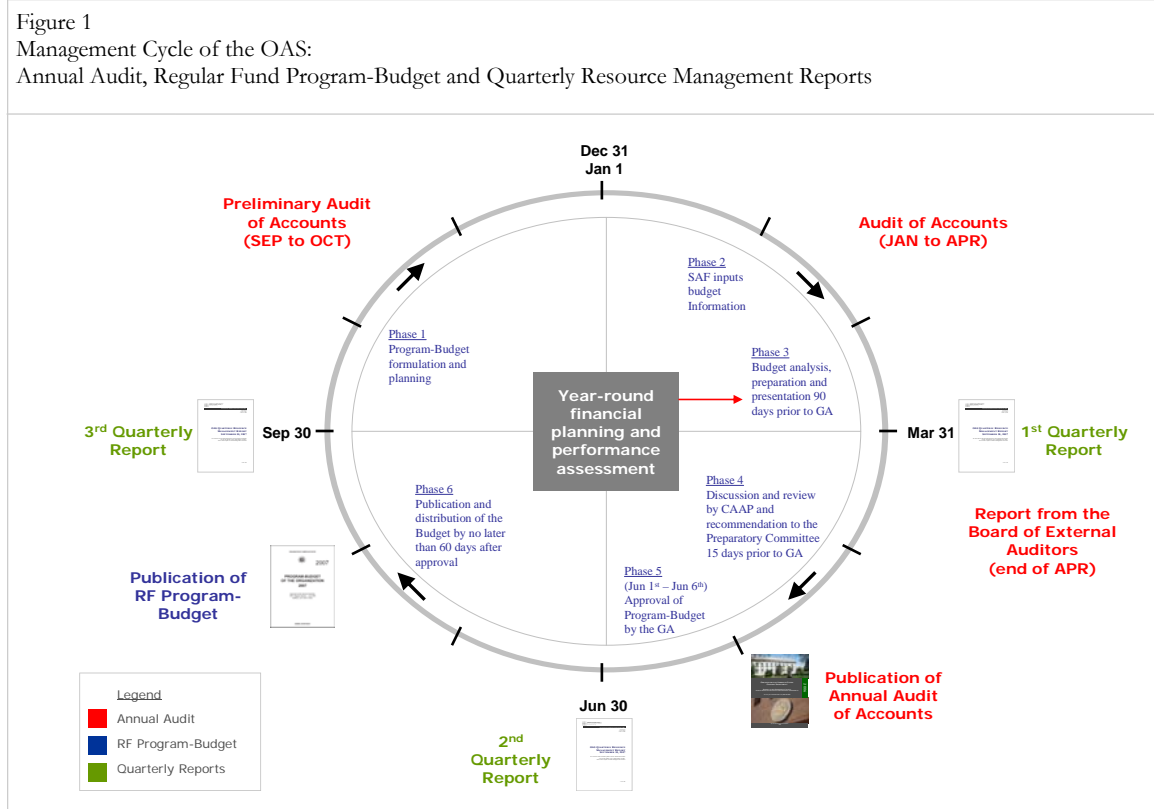 Figure 1
Management Cycle of the OAS:
Annual Audit, Regular Fund Program-Budget and Quarterly Resource Management Reports
Dec 31
Jan 1
Preliminary Audit
of Accounts
(SEP to OCT)
Audit of Accounts
(JAN to APR)
Phase 2
SAF inputs
budget
Information
Phase 1
Program-Budget
formulation and
planning
Phase 3
Budget analysis,
preparation and
presentation 90
days prior to GA
Year-round
financial
planning and
performance
assessment
3rd Quarterly
Report
Sep 30
Mar 31
1st Quarterly
Report
Phase 6
Publication and
distribution of the
Budget by no later
than 60 days after
approval
Phase 4
Discussion and review
by CAAP and
recommendation to the
Preparatory Committee
15 days prior to GA
Report from the
Board of External
Auditors
(end of APR)
Phase 5
(Jun 1st – Jun 6th)
Approval of
Program-Budget
by the GA
Publication of
RF Program-
Budget
2007
PROGRAM-BUDGET
OF THE ORGANIZATION
2007
Publication of
Annual Audit
of Accounts
Jun 30
2nd
Quarterly
Report
Legend
Annual Audit
RF Program-Budget
Quarterly Reports